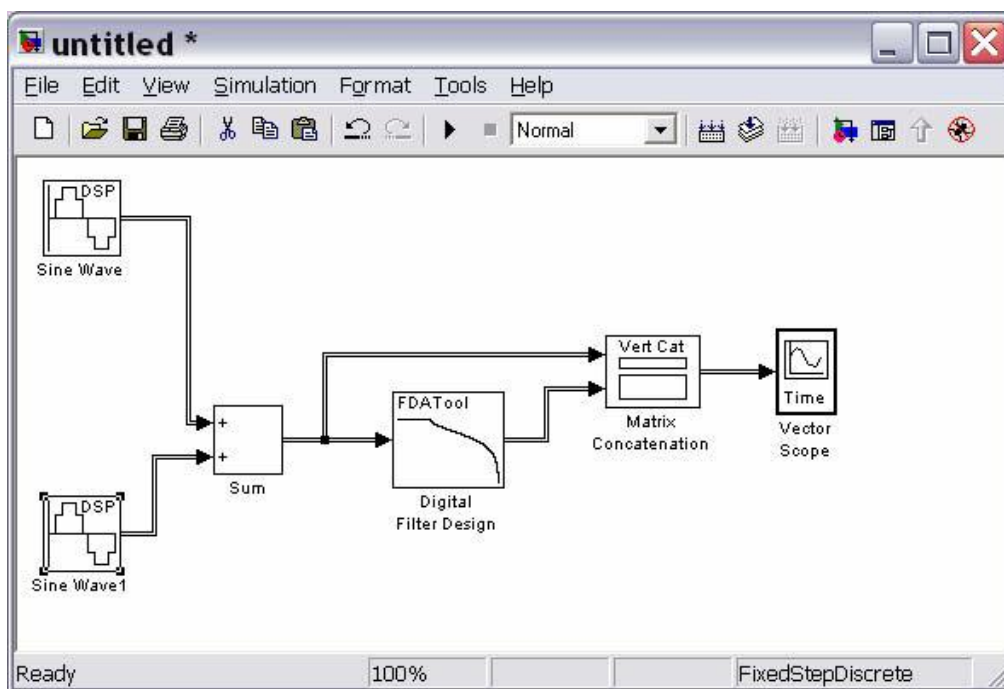 untitled *
File Edit View Simulation Format Tools Help
Normal
DSP
Sine Wave
Vert Cat
Matrix
Concatenation
Time
Vector
Scope
FDATool
Digital
Filter Design
+
+
Sum
DSP
Sine Wave1
Ready 100% FixedStepDiscrete